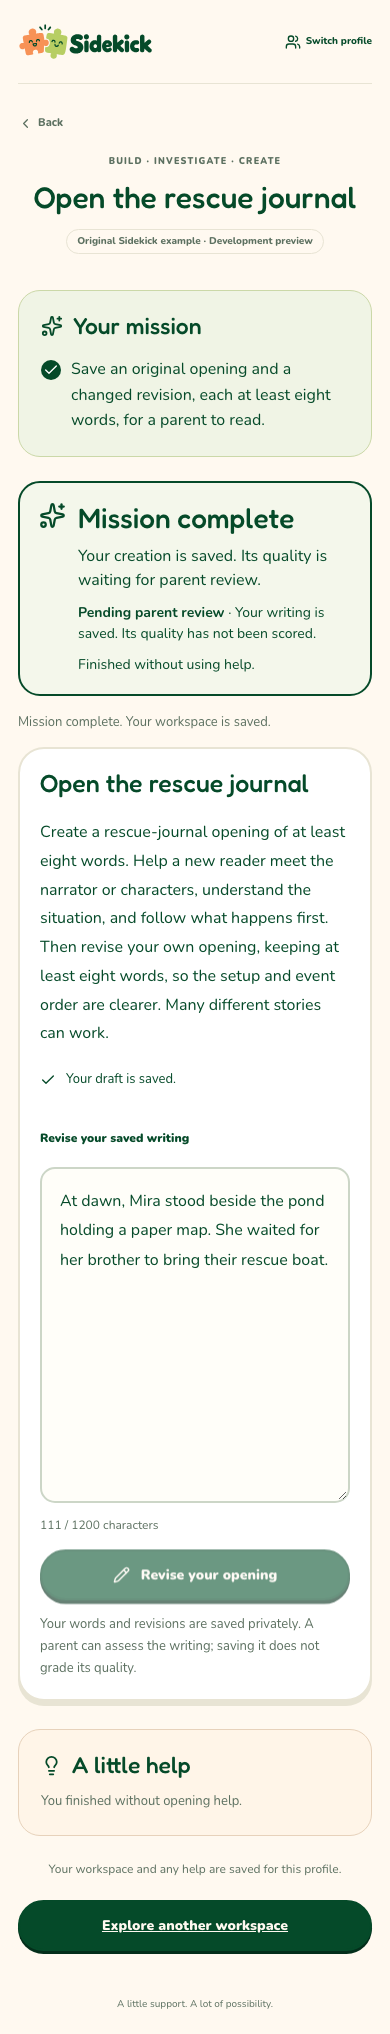 Sidekick
Switch profile
Back
BUILD · INVESTIGATE · CREATE
Open the rescue journal
Original Sidekick example · Development preview
Your mission
Save an original opening and a
changed revision, each at least eight
words, for a parent to read.
Mission complete
Your creation is saved. Its quality is
waiting for parent review.
Pending parent review · Your writing is
saved. Its quality has not been scored.
Finished without using help.
Mission complete. Your workspace is saved.
Open the rescue journal
Create a rescue-journal opening of at least
eight words. Help a new reader meet the
narrator or characters, understand the
situation, and follow what happens first.
Then revise your own opening, keeping at
least eight words, so the setup and event
order are clearer. Many different stories
can work.
Your draft is saved.
Revise your saved writing
At dawn, Mira stood beside the pond
holding a paper map. She waited for
her brother to bring their rescue boat.
111 / 1200 characters
Revise your opening
Your words and revisions are saved privately. A
parent can assess the writing; saving it does not
grade its quality.
A little help
You finished without opening help.
Your workspace and any help are saved for this profile.
Explore another workspace
A little support. A lot of possibility.